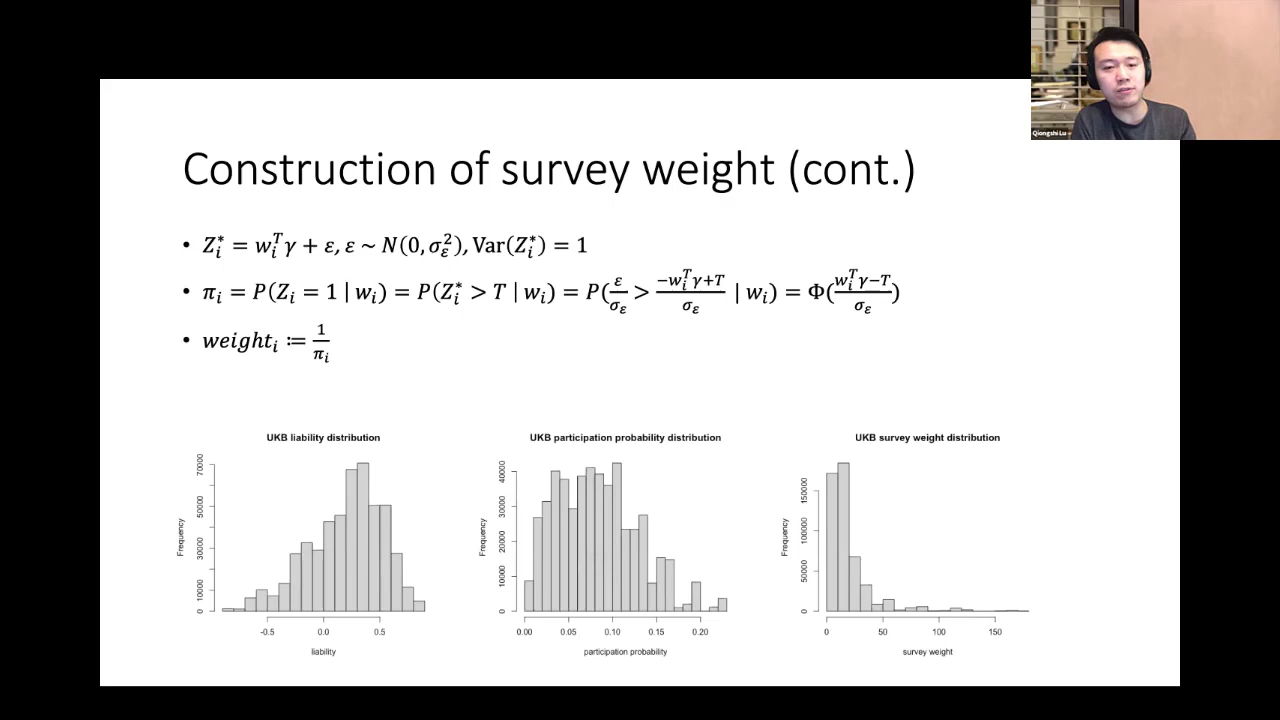 Qiongshi Lu
Construction of survey weight (cont.)
• Z_i^* = w_i^T γ + ε, ε ~ N(0, σ_ε^2), Var(Z_i^*) = 1
• π_i = P(Z_i = 1 | w_i) = P(Z_i^* > T | w_i) = P(ε/σ_ε > (−w_i^T γ+T)/σ_ε | w_i) = Φ((w_i^T γ−T)/σ_ε)
• weight_i ≔ 1/π_i
UKB liability distribution
Frequency
0 10000 30000 50000 70000
-0.5 0.0 0.5
liability
UKB participation probability distribution
Frequency
0 10000 20000 30000 40000
0.00 0.05 0.10 0.15 0.20
participation probability
UKB survey weight distribution
Frequency
0 50000 100000 150000
0 50 100 150
survey weight